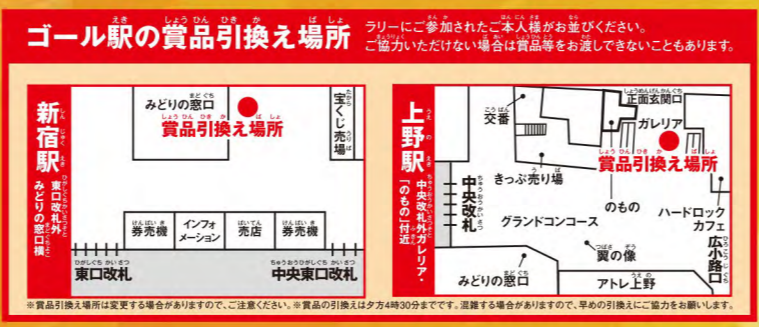 ゴール駅の賞品引換え場所
ラリーにご参加されたご本人様がお並びください。
ご協力いただけない場合は賞品等をお渡しできないこともあります。
新宿駅
東口改札外
みどりの窓口横
みどりの窓口
賞品引換え場所
宝くじ売場
券売機
インフォ
メーション
売店
券売機
東口改札
中央東口改札
上野駅
中央改札外ガレリア・
「のもの」付近
交番
正面玄関口
ガレリア
賞品引換え場所
きっぷ売り場
のもの
中央改札
グランドコンコース
ハードロック
カフェ
広小路口
翼の像
みどりの窓口
アトレ上野
※賞品引換え場所は変更する場合がありますので、ご注意ください。※賞品の引換えは夕方4時30分までです。混雑する場合がありますので、早めの引換えにご協力をお願いします。